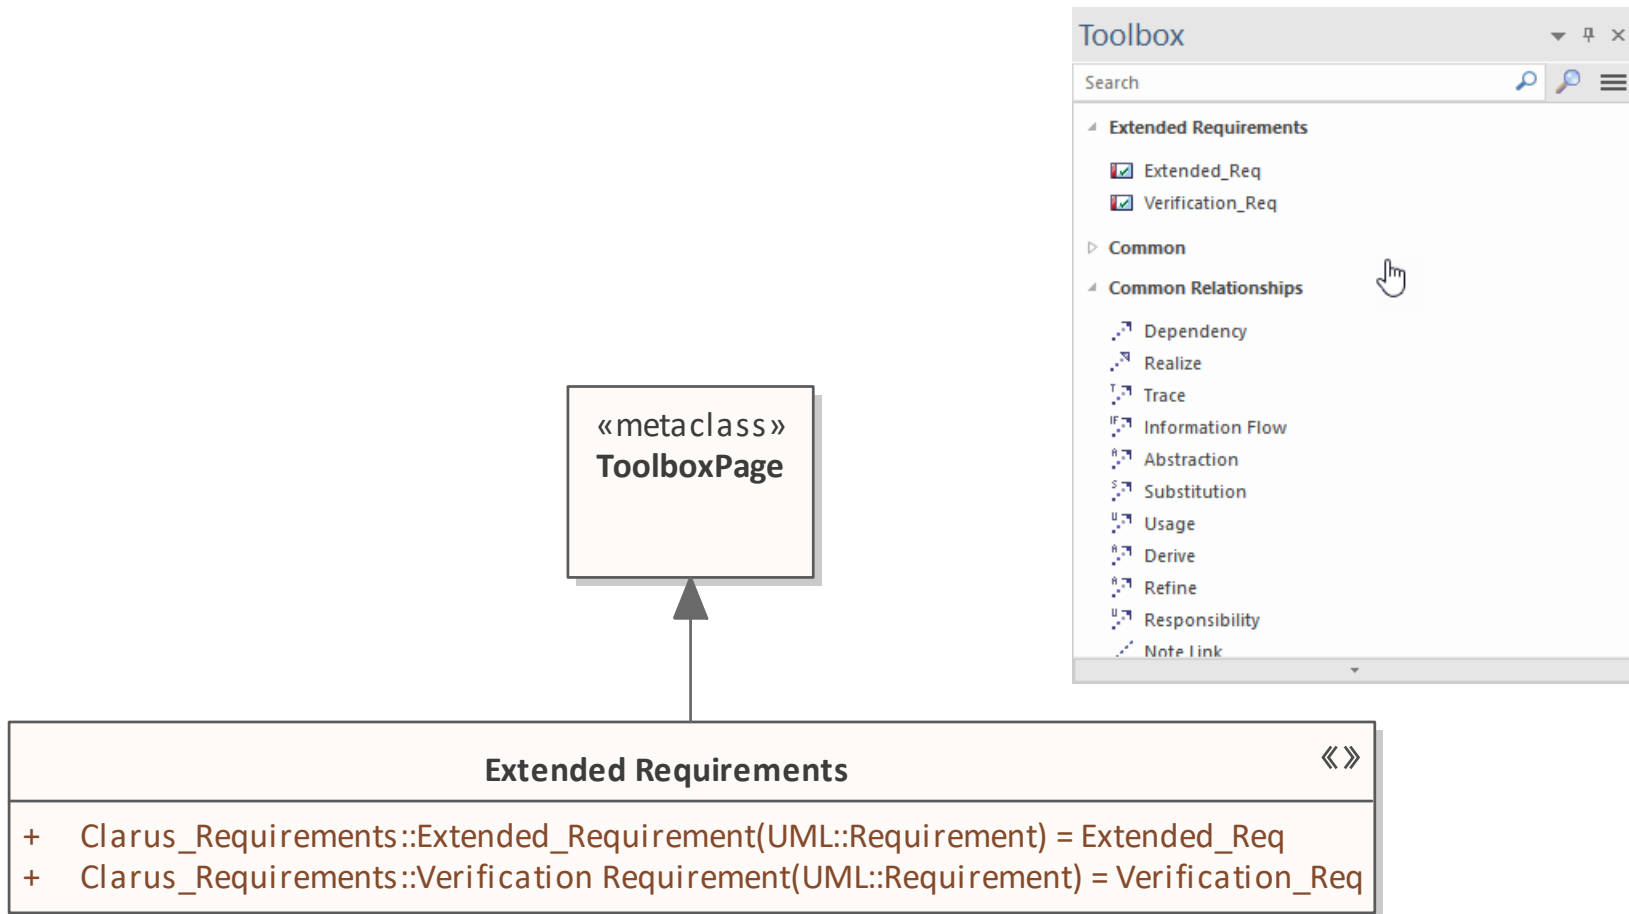 Toolbox
Search
Extended Requirements
Extended_Req
Verification_Req
Common
Common Relationships
Dependency
Realize
T Trace
IF Information Flow
A Abstraction
S Substitution
U Usage
A Derive
A Refine
U Responsibility
Note Link
«metaclass»
ToolboxPage
Extended Requirements «»
+ Clarus_Requirements::Extended_Requirement(UML::Requirement) = Extended_Req
+ Clarus_Requirements::Verification Requirement(UML::Requirement) = Verification_Req